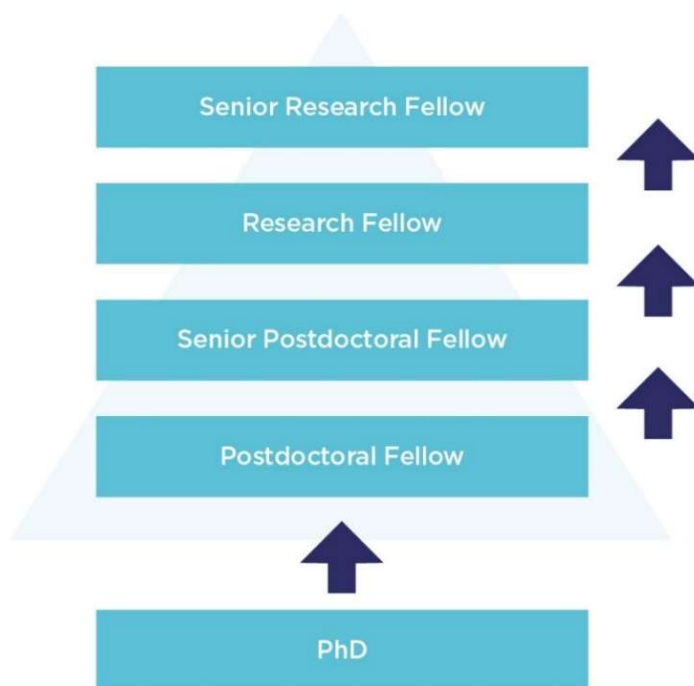 Senior Research Fellow
Research Fellow
Senior Postdoctoral Fellow
Postdoctoral Fellow
PhD